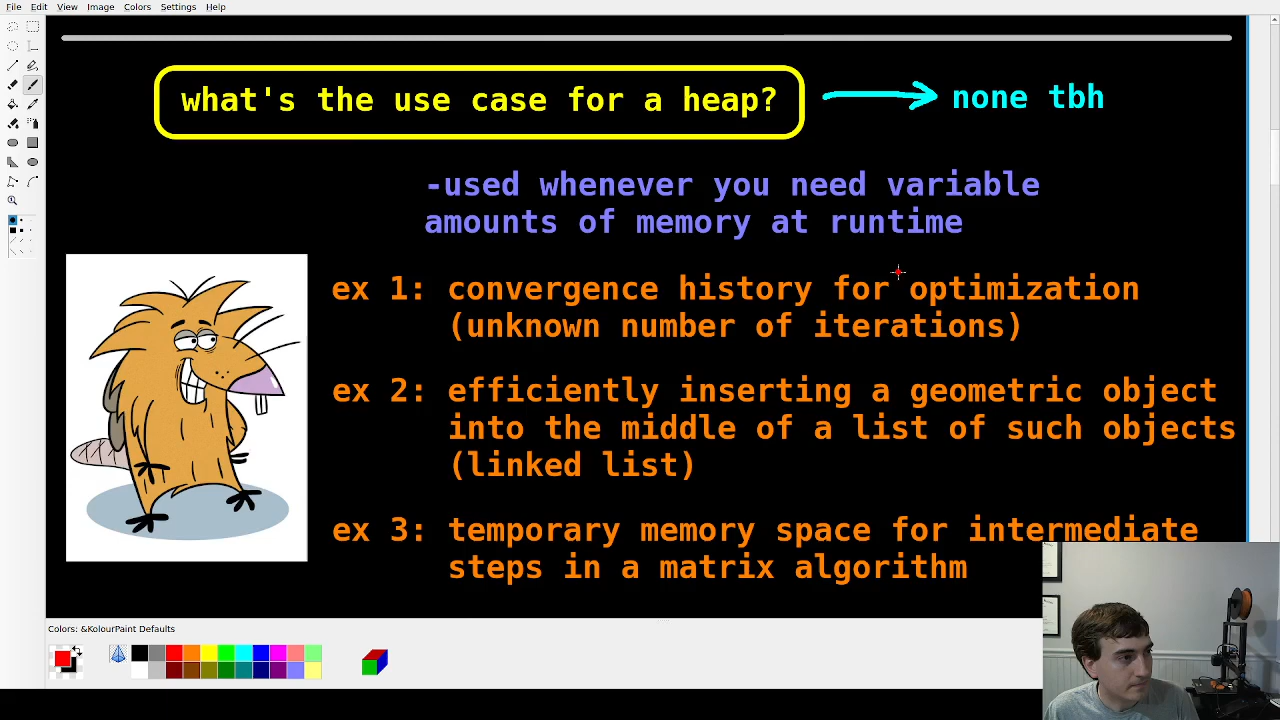 File Edit View Image Colors Settings Help
what's the use case for a heap?
none tbh
-used whenever you need variable
amounts of memory at runtime
ex 1: convergence history for optimization
(unknown number of iterations)
ex 2: efficiently inserting a geometric object
into the middle of a list of such objects
(linked list)
ex 3: temporary memory space for intermediate
steps in a matrix algorithm
Colors: &KolourPaint Defaults